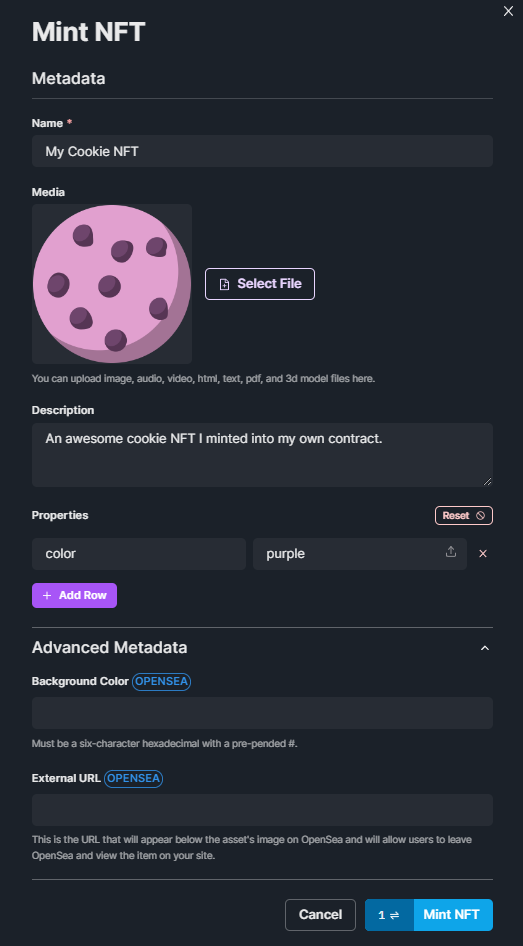 Mint NFT
Metadata
Name *
My Cookie NFT
Media
Select File
You can upload image, audio, video, html, text, pdf, and 3d model files here.
Description
An awesome cookie NFT I minted into my own contract.
Properties
Reset
color
purple
+ Add Row
Advanced Metadata
Background Color OPENSEA
Must be a six-character hexadecimal with a pre-pended #.
External URL OPENSEA
This is the URL that will appear below the asset's image on OpenSea and will allow users to leave
OpenSea and view the item on your site.
Cancel
1 ⇌ Mint NFT